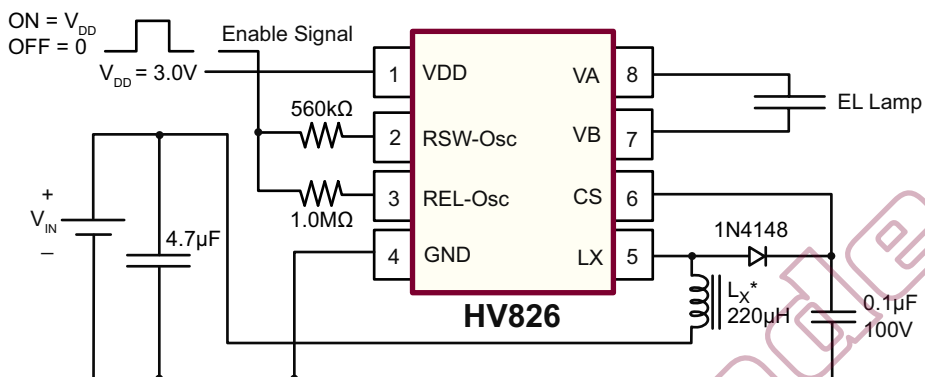 ON = VDD
OFF = 0
Enable Signal
VDD = 3.0V
1 VDD
VA 8
EL Lamp
560kΩ
2 RSW-Osc
VB 7
1.0MΩ
3 REL-Osc
CS 6
4 GND
LX 5
1N4148
+
VIN
–
4.7µF
LX*
220µH
0.1µF
100V
HV826